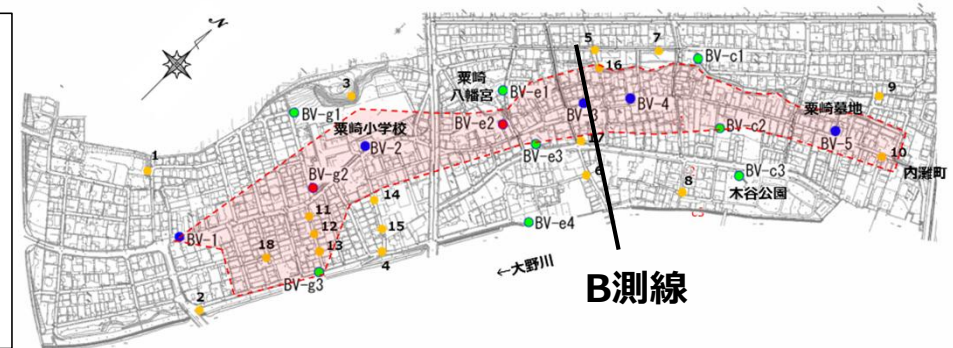 N
3
5
7
粟崎
八幡宮
BV-e1
16
BV-c1
BV-g1
粟崎小学校
BV-e2
BV-3
BV-4
粟崎墓地
9
BV-2
BV-e3
17
BV-c2
BV-5
10
1
BV-g2
6
BV-c3
内灘町
14
8
木谷公園
11
15
BV-e4
BV-1
12
13
4
18
←大野川
BV-g3
B測線
2